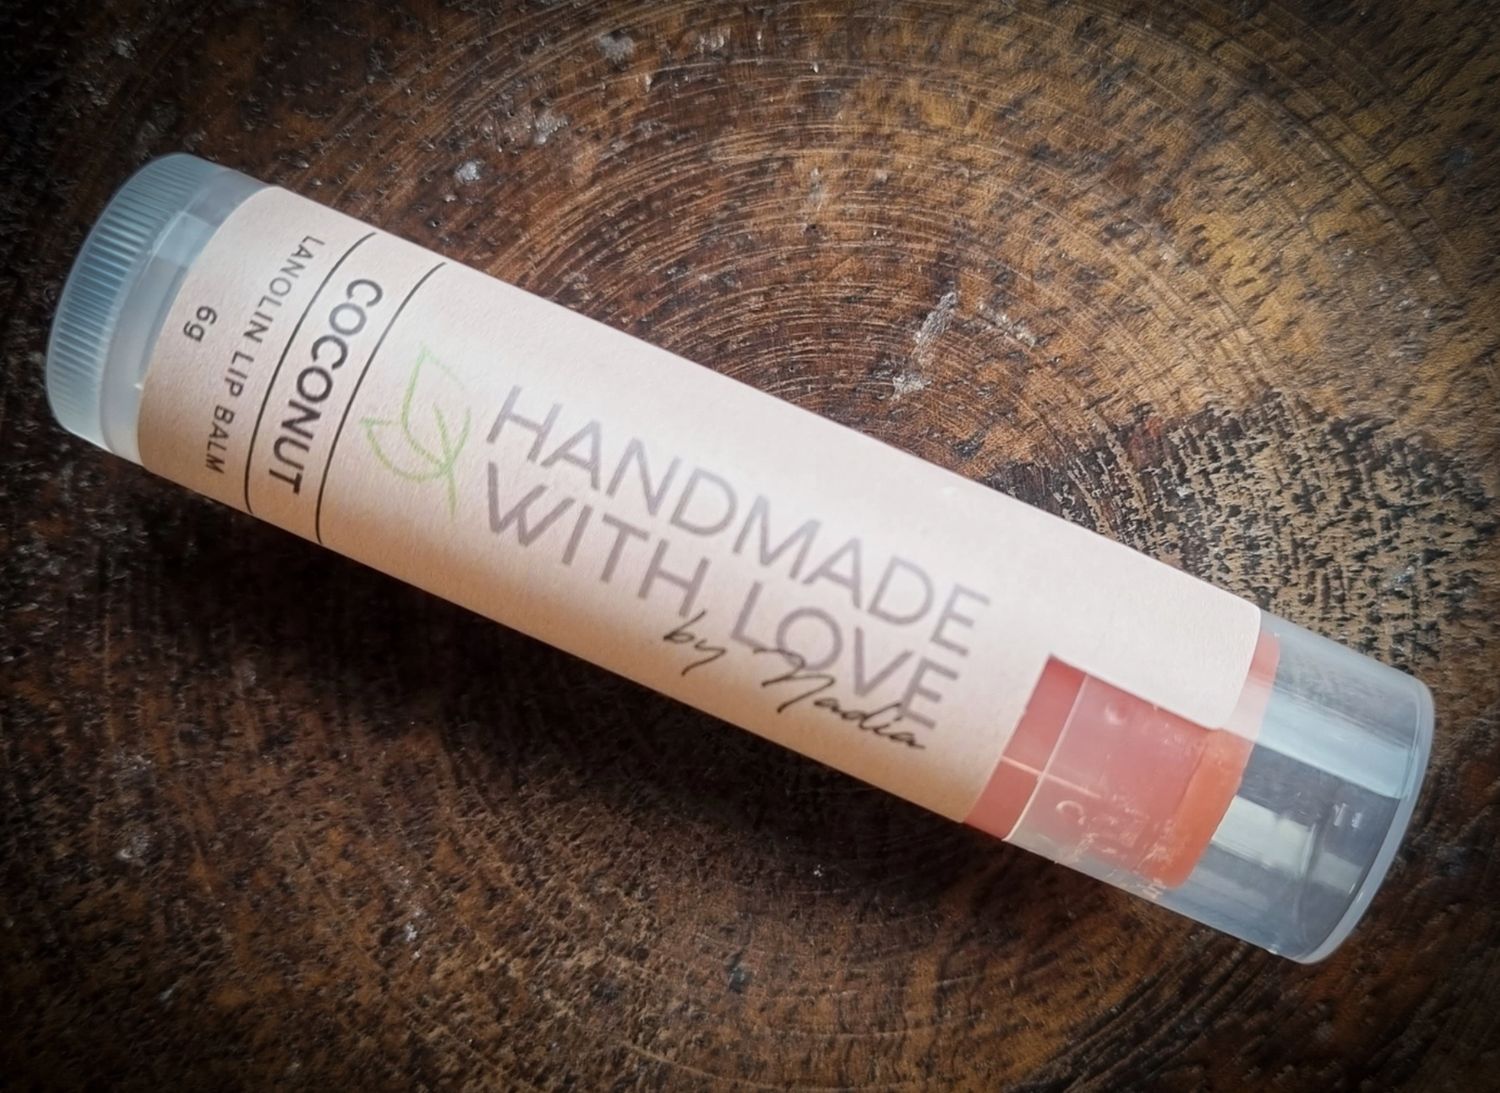 HANDMADE
WITH LOVE
by Nadia
COCONUT
LANOLIN LIP BALM
6g